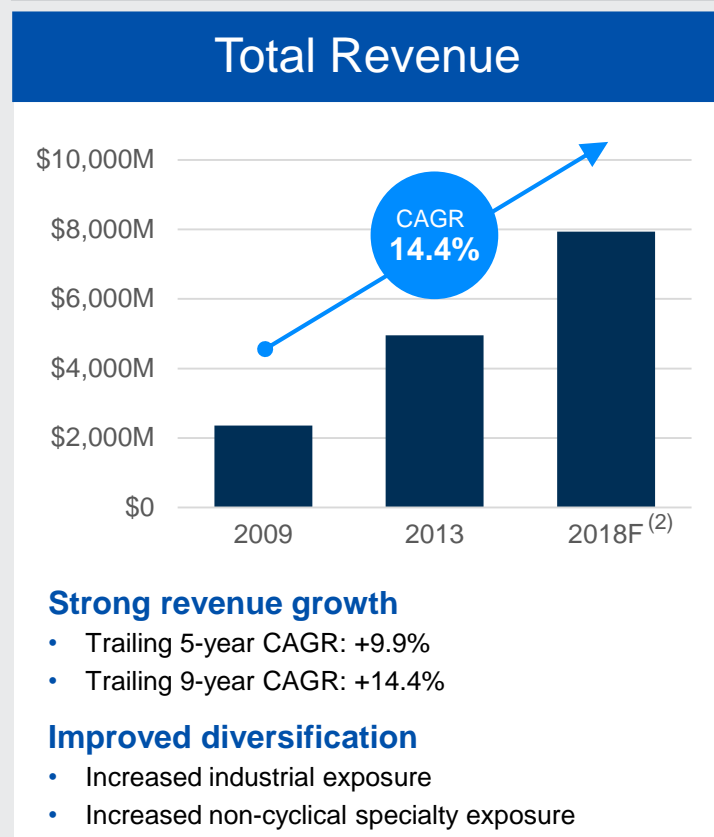 Total Revenue
$10,000M
$8,000M
$6,000M
$4,000M
$2,000M
$0
CAGR
14.4%
2009
2013
2018F (2)
Strong revenue growth
• Trailing 5-year CAGR: +9.9%
• Trailing 9-year CAGR: +14.4%
Improved diversification
• Increased industrial exposure
• Increased non-cyclical specialty exposure